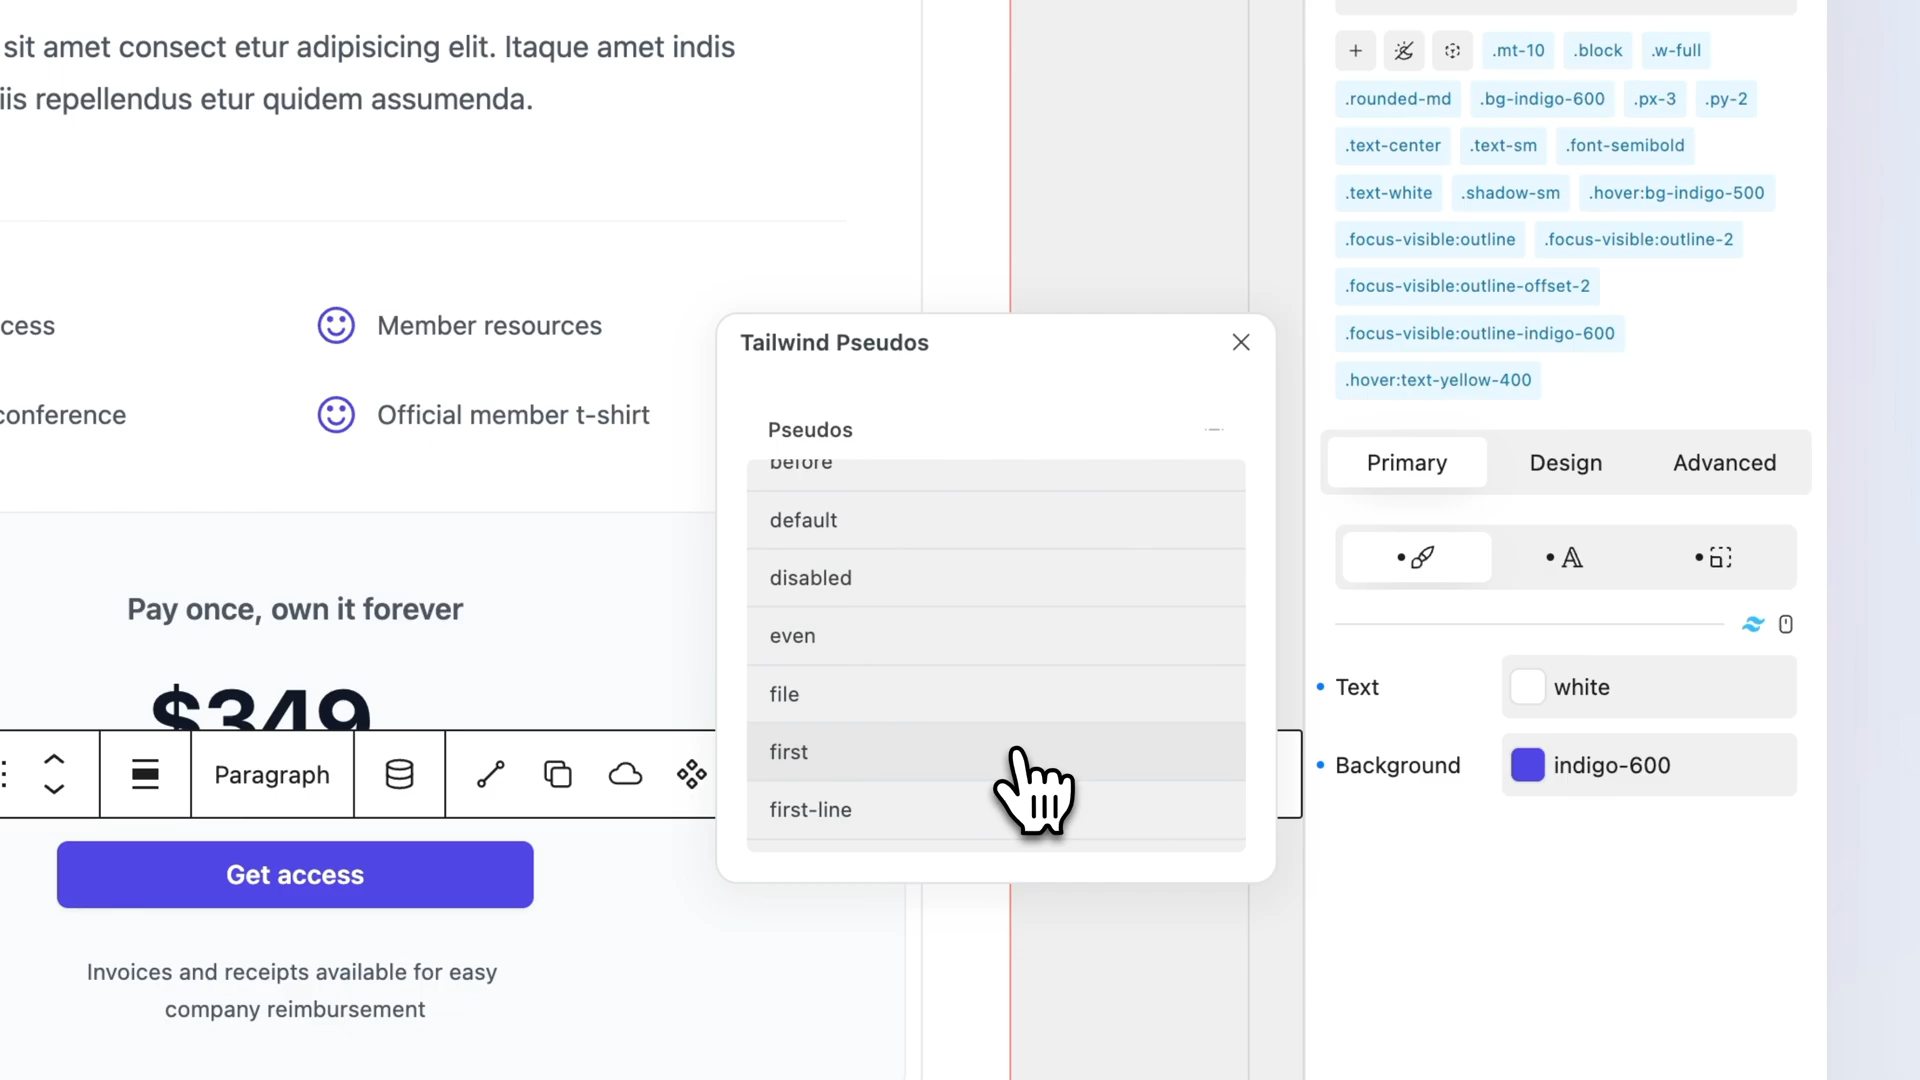 sit amet consect etur adipisicing elit. Itaque amet indis
iis repellendus etur quidem assumenda.
cess
Member resources
conference
Official member t-shirt
Pay once, own it forever
$349
Paragraph
Get access
Invoices and receipts available for easy
company reimbursement
Tailwind Pseudos
Pseudos
before
default
disabled
even
file
first
first-line
.mt-10 .block .w-full
.rounded-md .bg-indigo-600 .px-3 .py-2
.text-center .text-sm .font-semibold
.text-white .shadow-sm .hover:bg-indigo-500
.focus-visible:outline .focus-visible:outline-2
.focus-visible:outline-offset-2
.focus-visible:outline-indigo-600
.hover:text-yellow-400
Primary Design Advanced
Text white
Background indigo-600